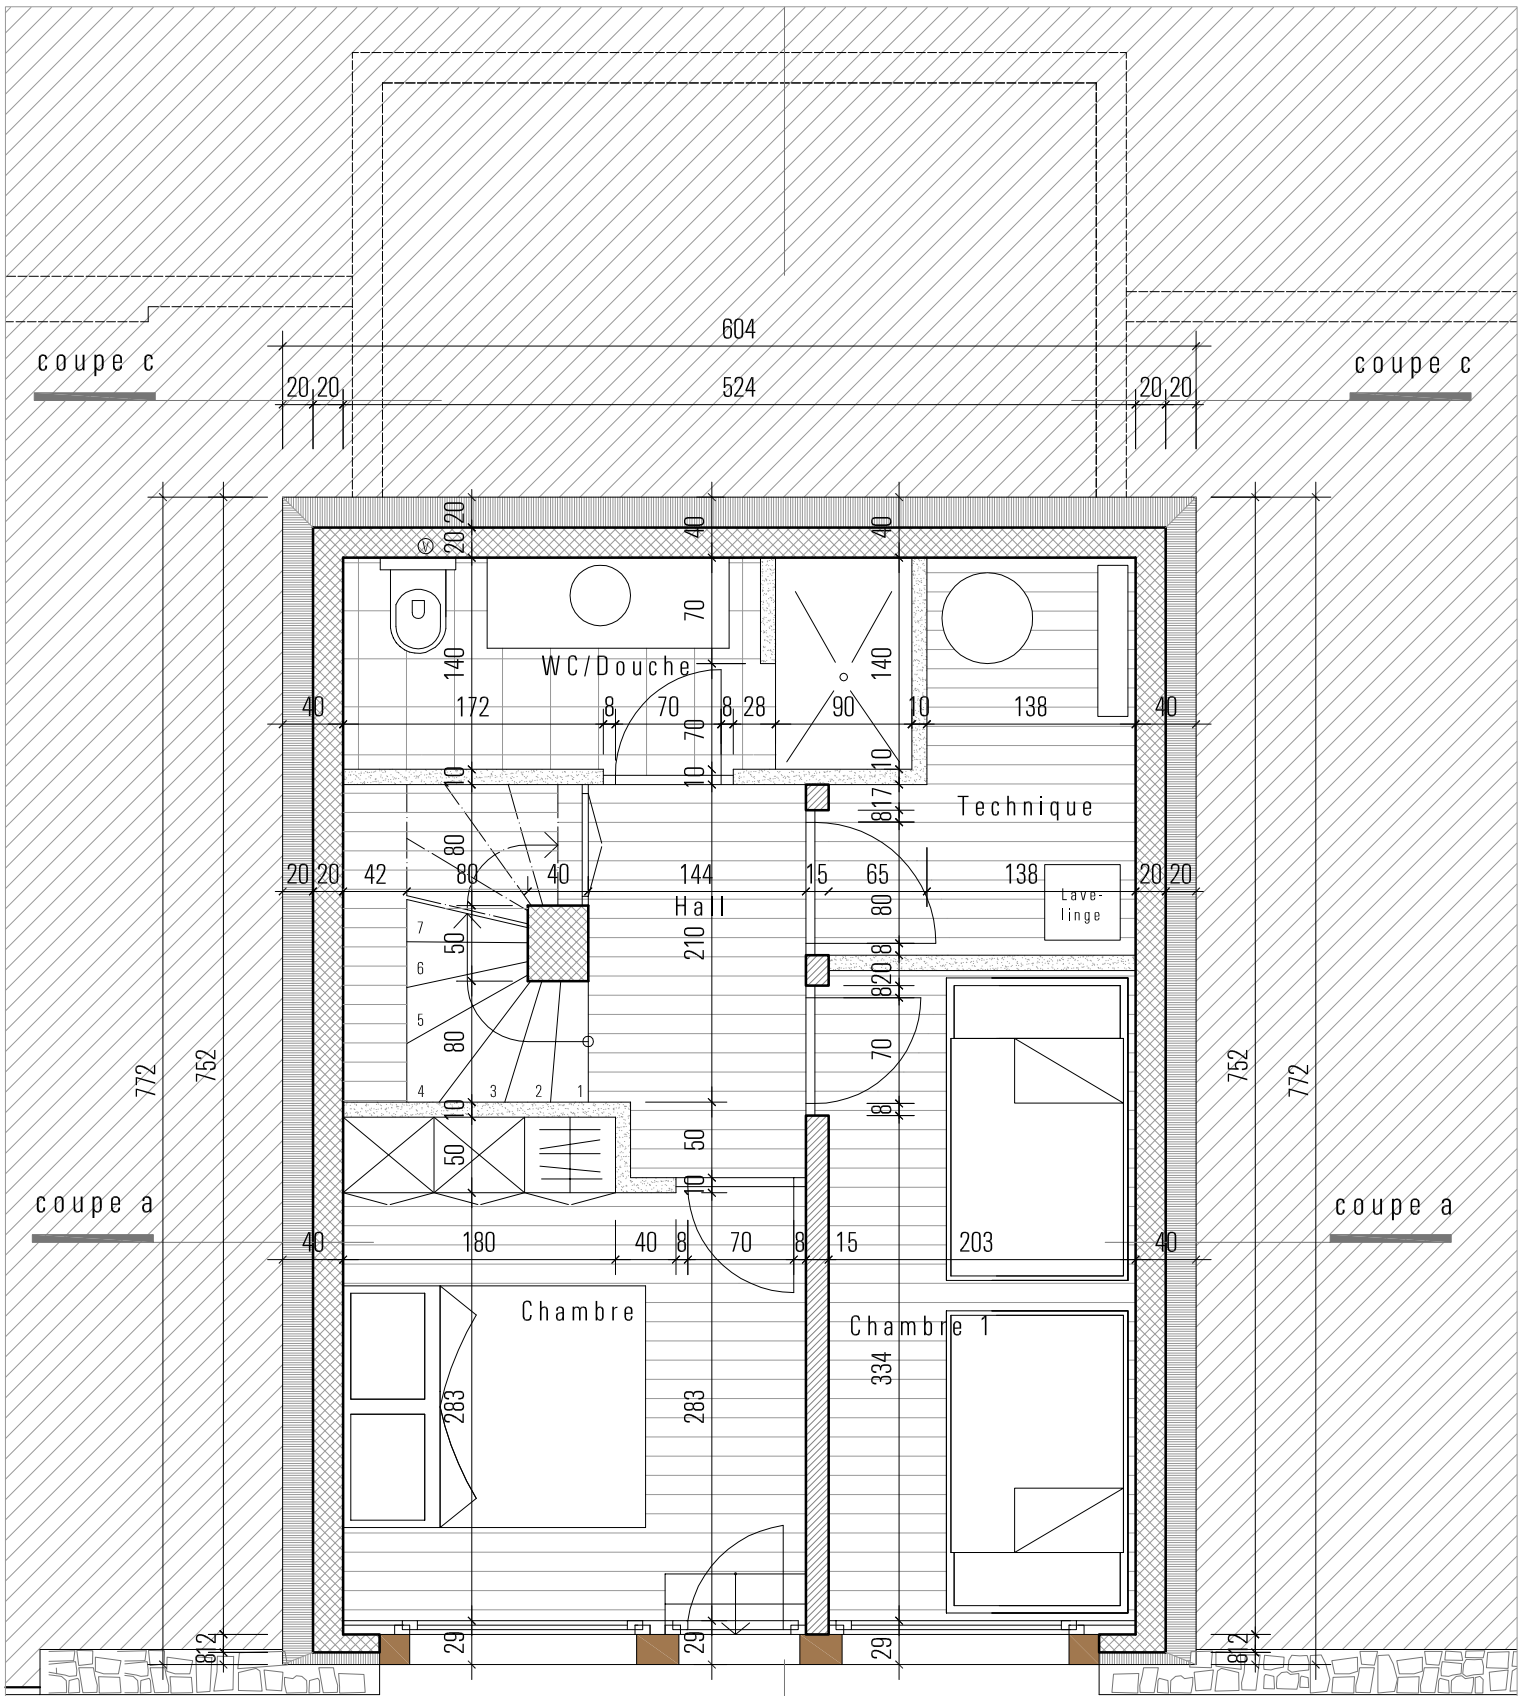 604
coupe c
coupe c
20 20 524 20 20
20 40 40
20
V
70
140 WC/Douche 140
40 172 8 70 8 28 90 10 138 40
70
10 10 10
17
8
Technique
80
20 20 42 80 40 144 15 65 138 20 20
Lave-
linge
Hall 80
7
50 210
8
6
20
8
5
80 70
772 752 752 772
4 3 2 1
10 8
50 50
10
coupe a
coupe a
40 180 40 8 70 8 15 203 40
Chambre
Chambre 1
334
283 283
29 29 29
12 12
8 8